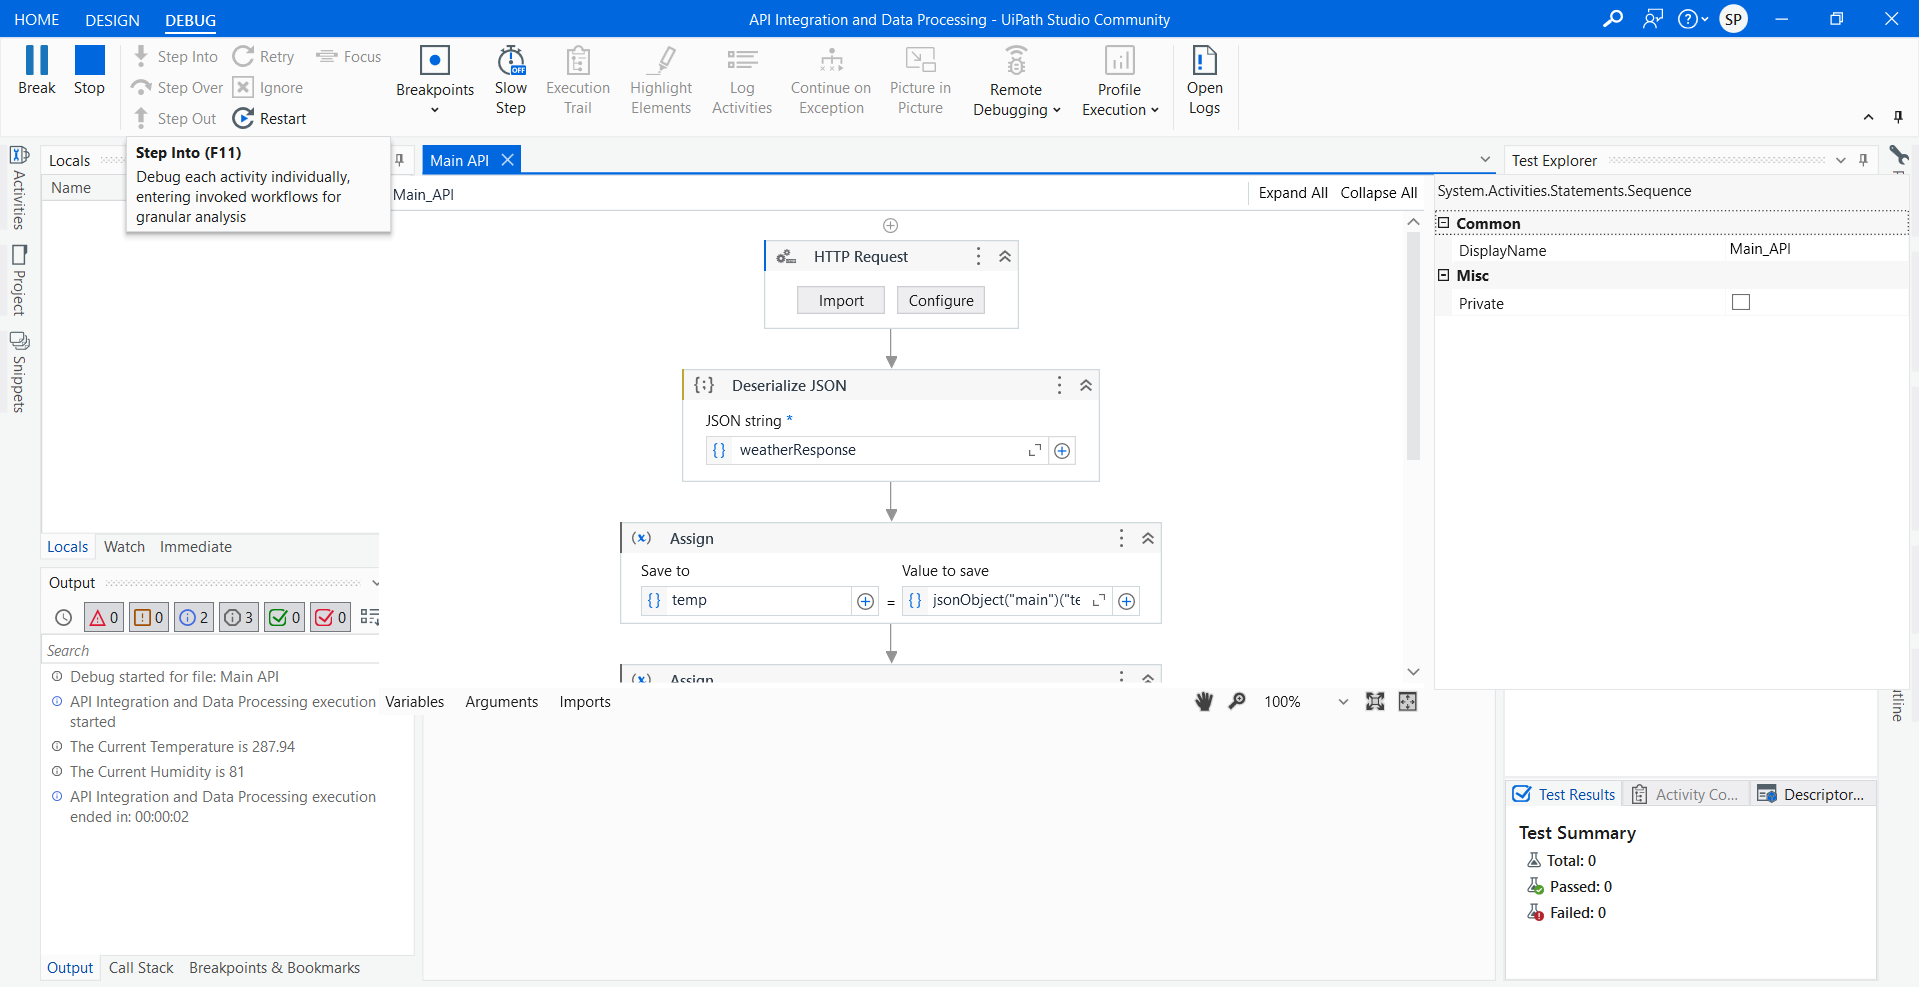 HOME DESIGN DEBUG API Integration and Data Processing - UiPath Studio Community SP
Break
Stop
Step Into
Step Over
Step Out
Retry
Ignore
Restart
Focus
Breakpoints
Slow
Step
OFF
Execution
Trail
Highlight
Elements
Log
Activities
Continue on
Exception
Picture in
Picture
Remote
Debugging
Profile
Execution
Open
Logs
Activities
Project
Snippets
Locals
Name
Step Into (F11)
Debug each activity individually,
entering invoked workflows for
granular analysis
Main API
Main_API
Expand All Collapse All
HTTP Request
Import Configure
Deserialize JSON
JSON string *
weatherResponse
Assign
Save to Value to save
temp = jsonObject("main")("te
Assign
Variables Arguments Imports 100%
Locals Watch Immediate
Output
0 0 2 3 0 0
Search
Debug started for file: Main API
API Integration and Data Processing execution
started
The Current Temperature is 287.94
The Current Humidity is 81
API Integration and Data Processing execution
ended in: 00:00:02
Output Call Stack Breakpoints & Bookmarks
Test Explorer
System.Activities.Statements.Sequence
Common
DisplayName Main_API
Misc
Private
tline
Test Results Activity Co... Descriptor...
Test Summary
Total: 0
Passed: 0
Failed: 0